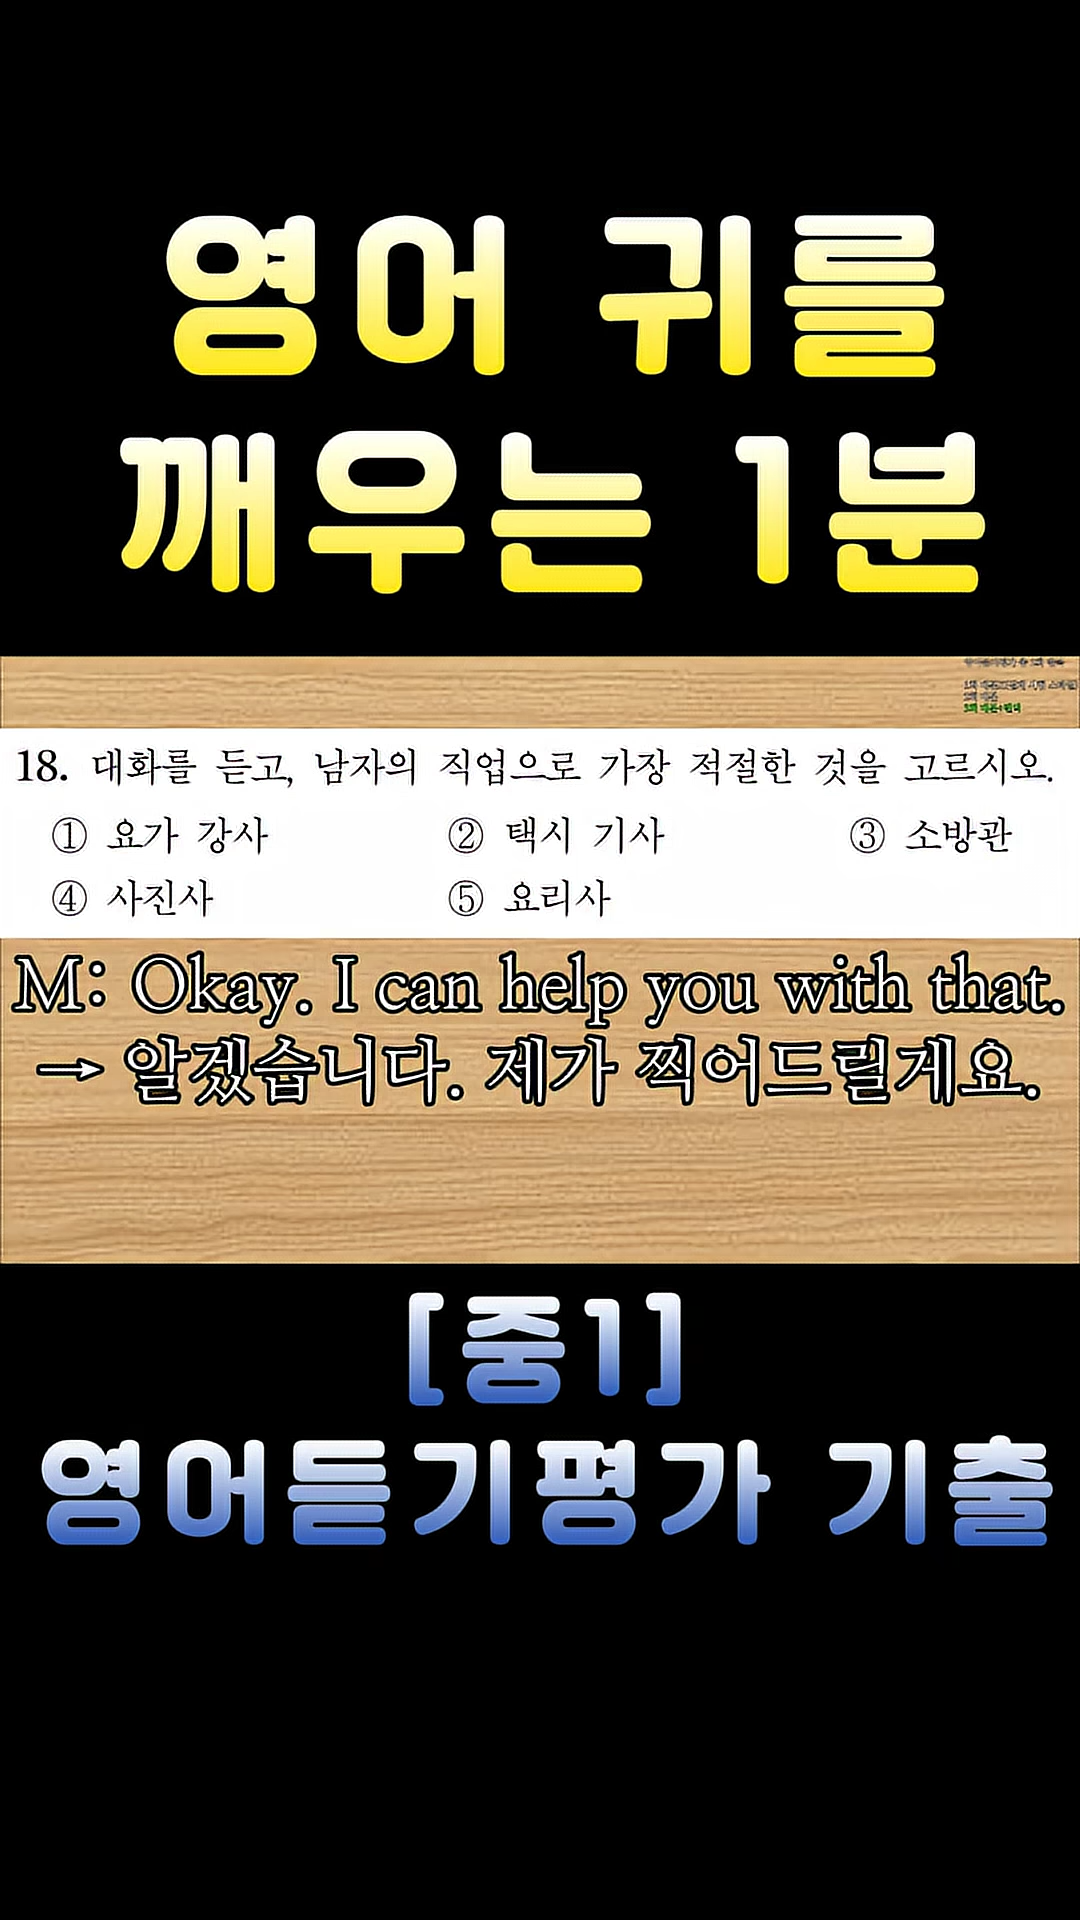 영어 귀를
깨우는 1분
18. 대화를 듣고, 남자의 직업으로 가장 적절한 것을 고르시오.
① 요가 강사 ② 택시 기사 ③ 소방관
④ 사진사 ⑤ 요리사
M: Okay. I can help you with that.
→ 알겠습니다. 제가 찍어드릴게요.
[중1]
영어듣기평가 기출